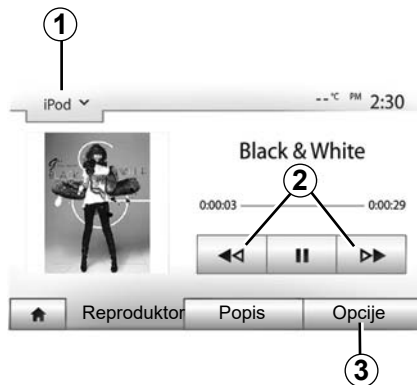 1
iPod
--°C PM 2:30
Black & White
2
0:00:03 0:00:29
Reproduktor Popis Opcije
3